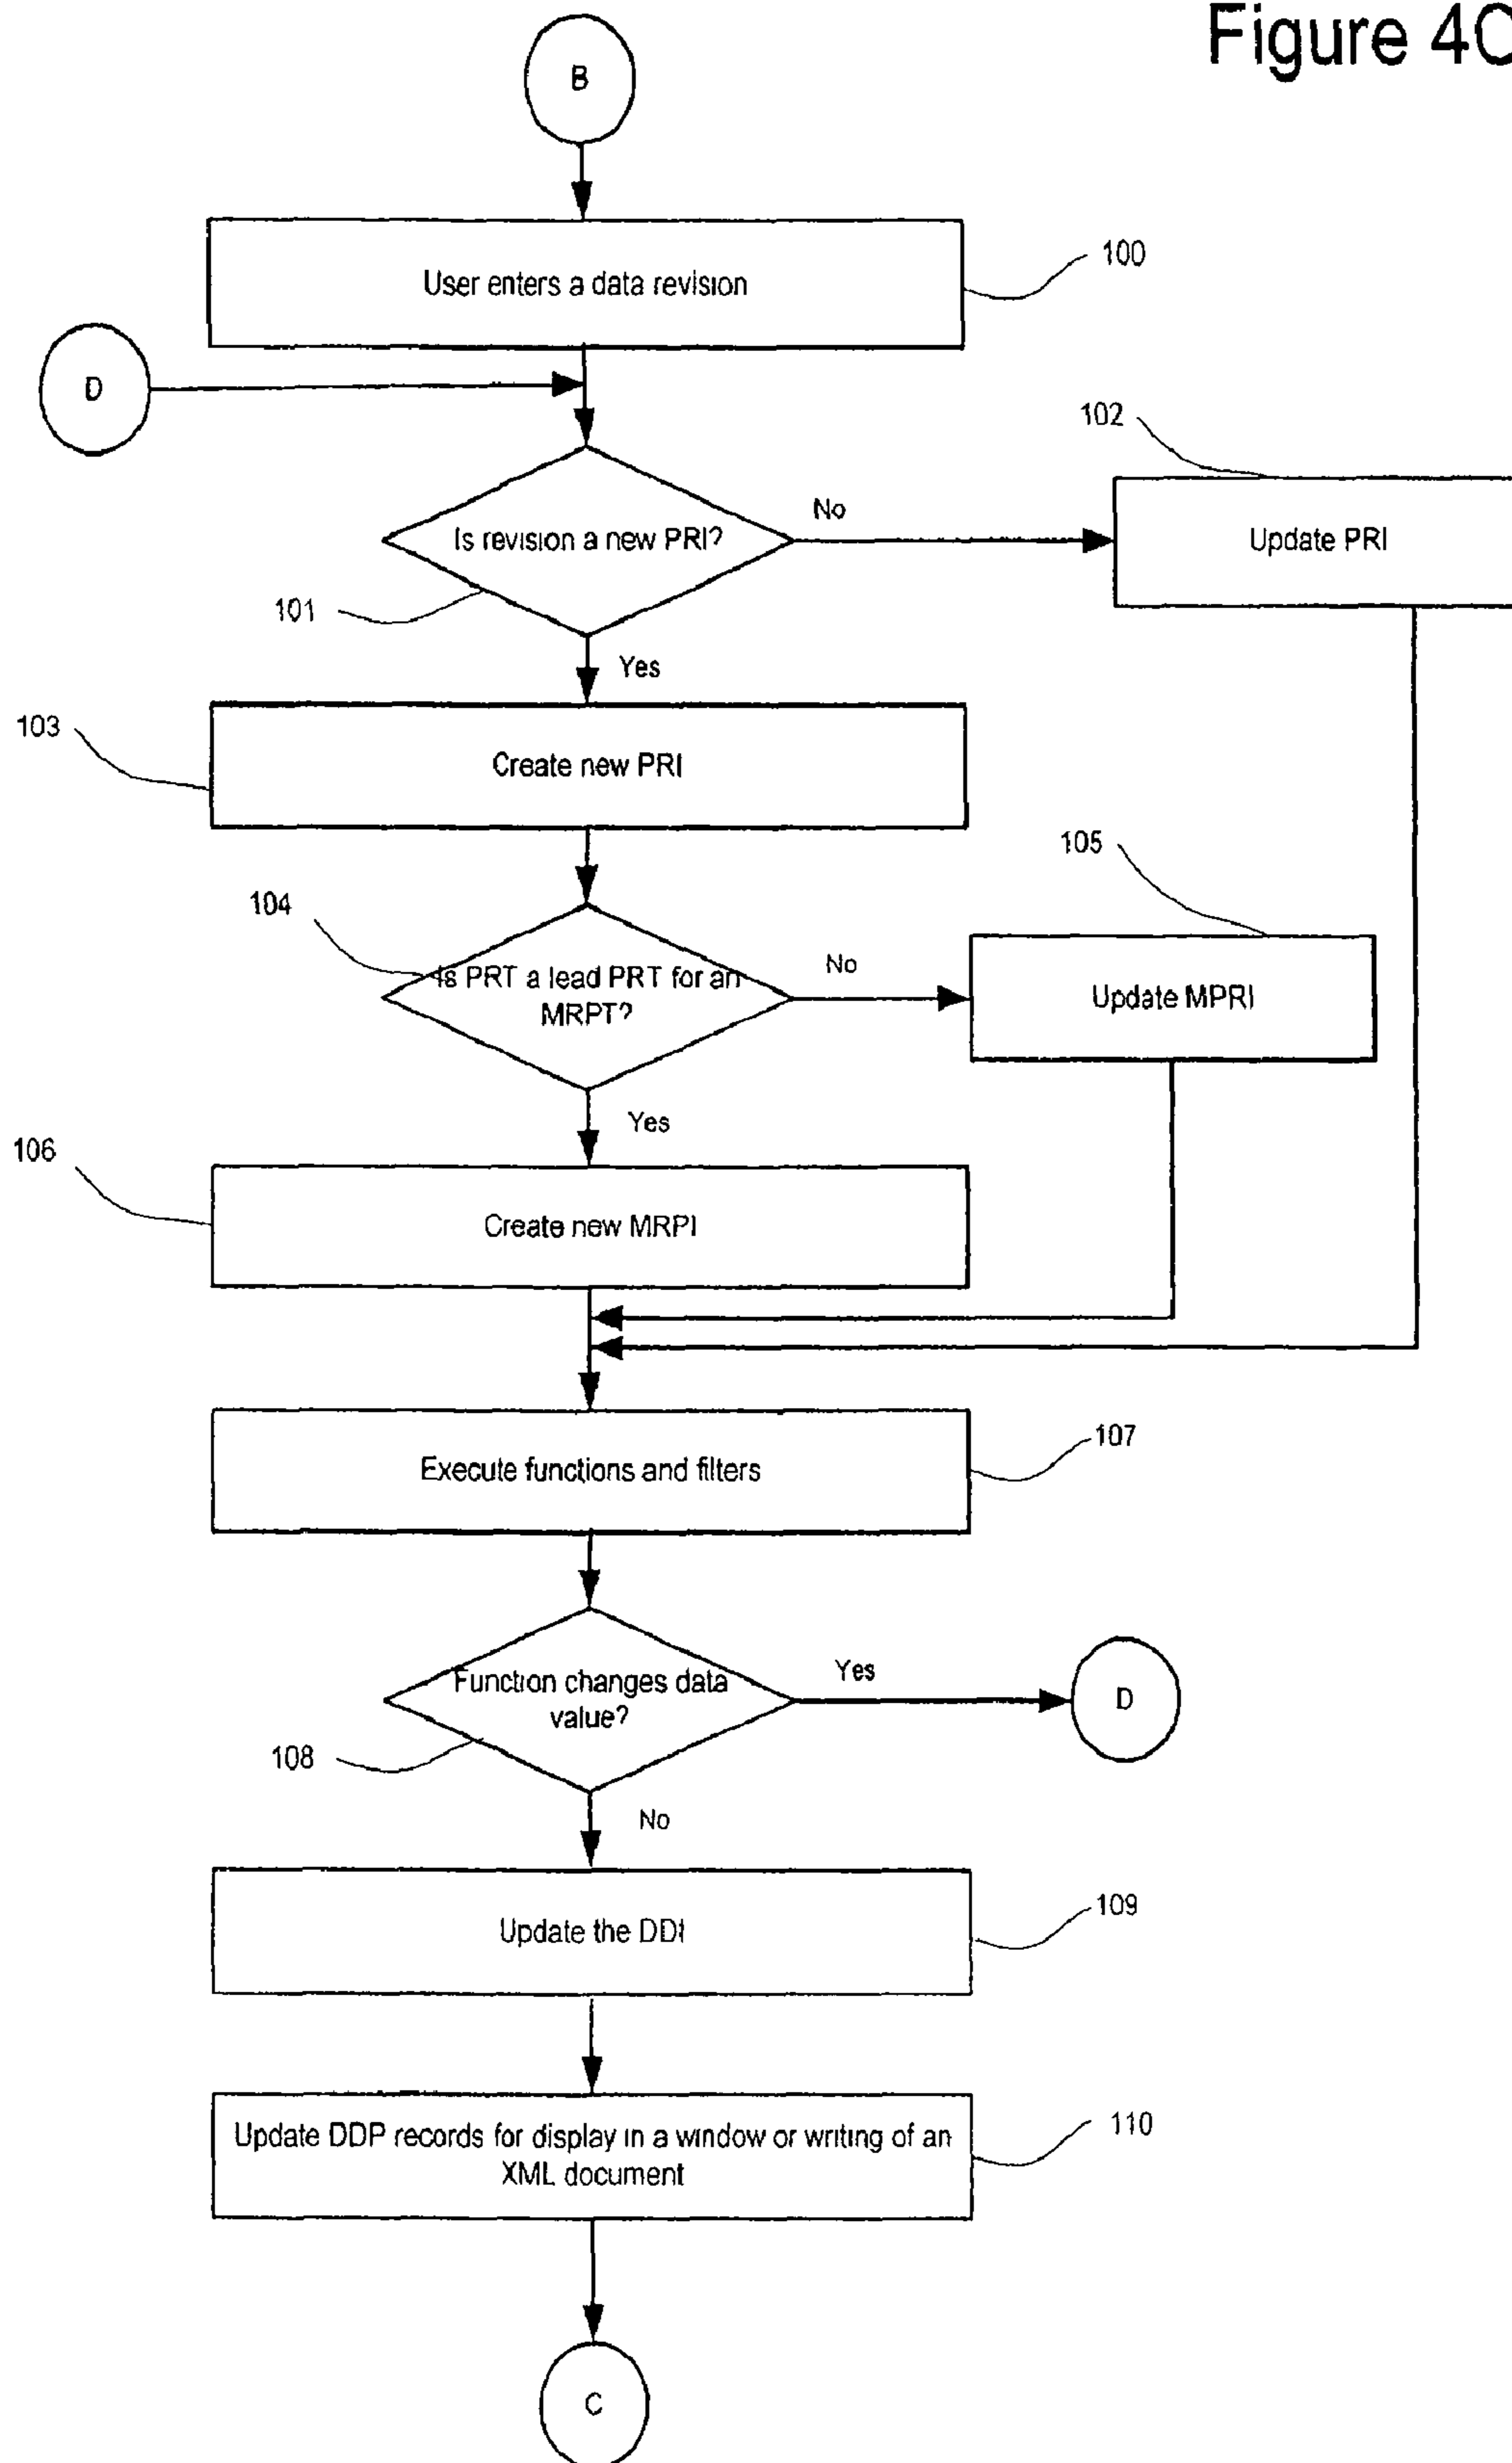 Figure 4C
B
User enters a data revision
100
D
102
Is revision a new PRI?
No
Update PRI
101
Yes
103
Create new PRI
105
104
Is PRT a lead PRT for an
MRPT?
No
Update MPRI
Yes
106
Create new MRPI
Execute functions and filters
107
Function changes data
value?
Yes
D
108
No
Update the DDI
109
Update DDP records for display in a window or writing of an
XML document
110
C